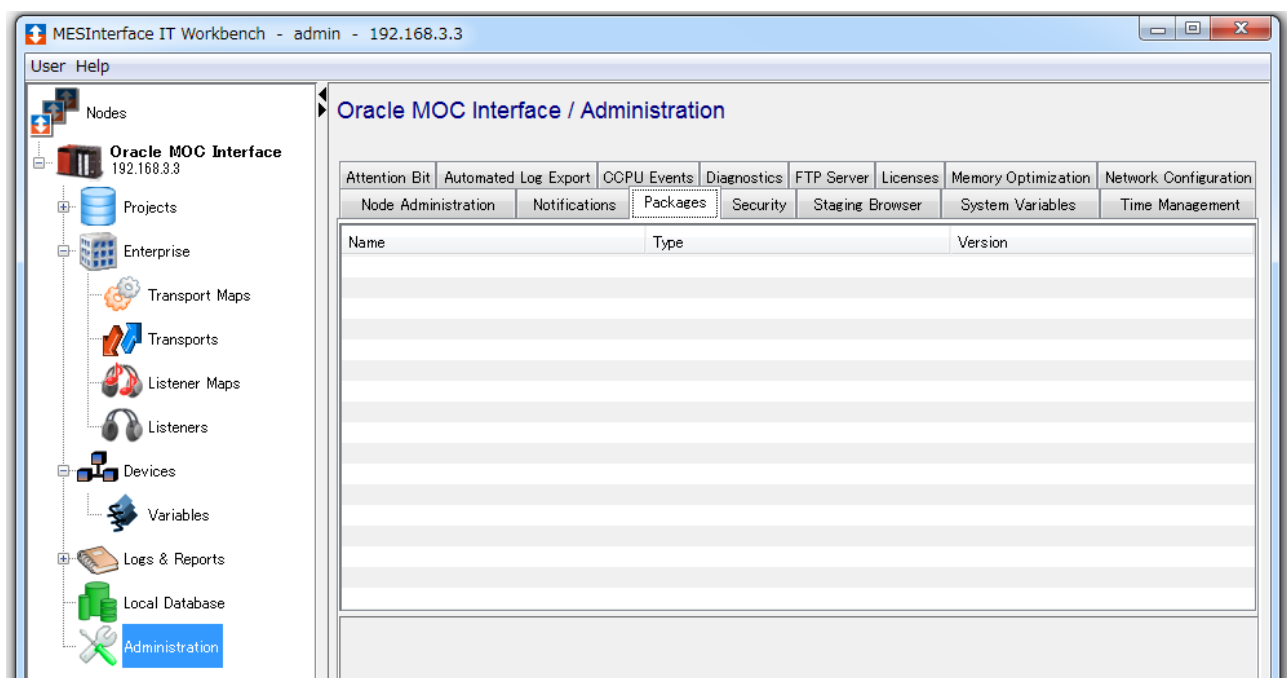 MESInterface IT Workbench - admin - 192.168.3.3
User Help
Nodes
Oracle MOC Interface
192.168.3.3
Projects
Enterprise
Transport Maps
Transports
Listener Maps
Listeners
Devices
Variables
Logs & Reports
Local Database
Administration
Oracle MOC Interface / Administration
Attention Bit Automated Log Export CCPU Events Diagnostics FTP Server Licenses Memory Optimization Network Configuration
Node Administration Notifications Packages Security Staging Browser System Variables Time Management
Name Type Version